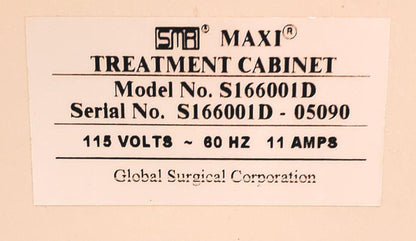 SMR® MAXI®
TREATMENT CABINET
Model No. S166001D
Serial No. S166001D - 05090
115 VOLTS ~ 60 HZ 11 AMPS
Global Surgical Corporation